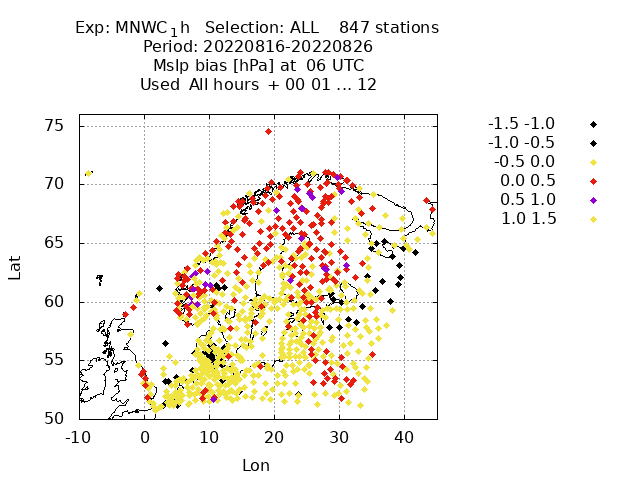 Exp: MNWC_1h Selection: ALL 847 stations
Period: 20220816-20220826
Mslp bias [hPa] at 06 UTC
Used All hours + 00 01 ... 12
75
70
65
60
55
50
-10 0 10 20 30 40
Lat
Lon
-1.5 -1.0
-1.0 -0.5
-0.5 0.0
0.0 0.5
0.5 1.0
1.0 1.5